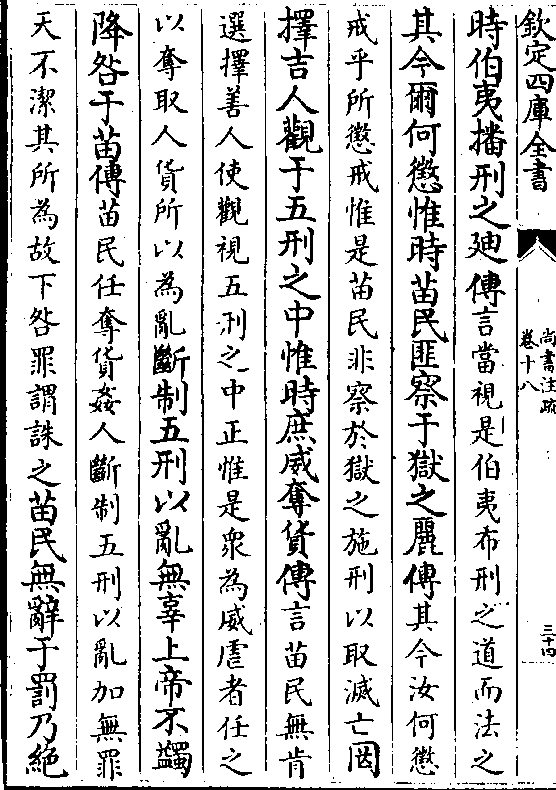 欽定四庫全書
尚書注疏
卷十八
三十四
時伯夷播刑之廸傳言當視是伯夷布刑之道而法之
其今爾何懲惟時苗民匪察于獄之麗傳其今汝何懲
戒乎所懲戒惟是苗民非察於獄之施刑以取滅亡罔
擇吉人觀于五刑之中惟時庶威奪貨傳言苗民無肯
選擇善人使觀視五刑之中正惟是衆為威虐者任之
以奪取人貨所以為亂斷制五刑以亂無辜上帝不蠲
降咎于苗傳苗民任奪貨姦人斷制五刑以亂加無罪
天不潔其所為故下咎罪謂誅之苗民無辭于罰乃絶